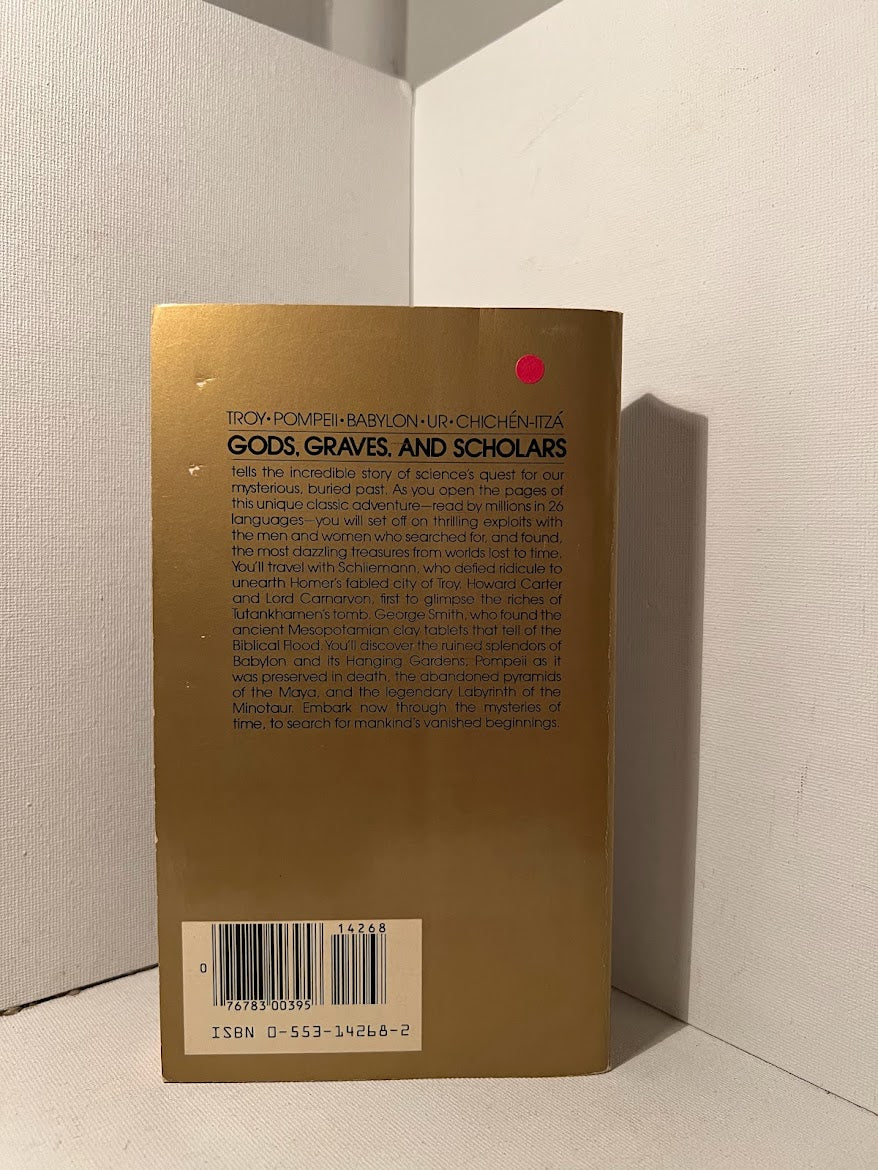 TROY•POMPEII•BABYLON•UR•CHICHÉN-ITZÁ
GODS, GRAVES, AND SCHOLARS
tells the incredible story of science's quest for our
mysterious, buried past. As you open the pages of
this unique classic adventure—read by millions in 26
languages—you will set off on thrilling exploits with
the men and women who searched for, and found,
the most dazzling treasures from worlds lost to time.
You'll travel with Schliemann, who defied ridicule to
unearth Homer's fabled city of Troy, Howard Carter
and Lord Carnarvon, first to glimpse the riches of
Tutankhamen's tomb, George Smith, who found the
ancient Mesopotamian clay tablets that tell of the
Biblical Flood. You'll discover the ruined splendors of
Babylon and its Hanging Gardens, Pompeii as it
was preserved in death, the abandoned pyramids
of the Maya, and the legendary Labyrinth of the
Minotaur. Embark now through the mysteries of
time, to search for mankind's vanished beginnings.
14268
0
76783 00395
ISBN 0-553-14268-2